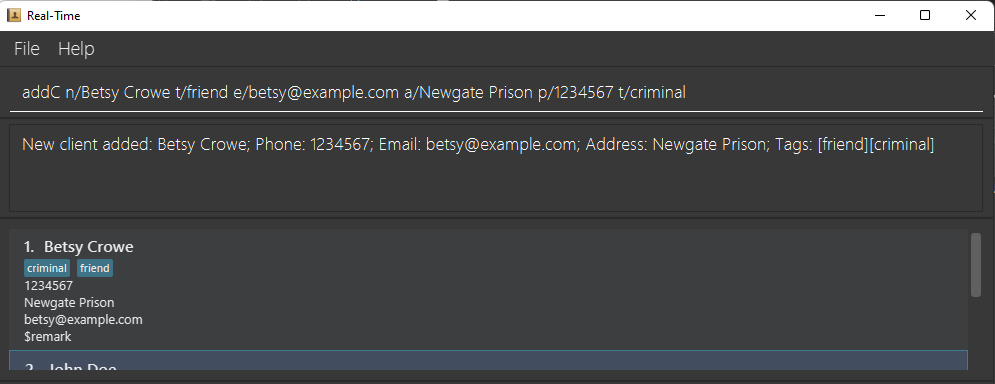 Real-Time
File Help
addC n/Betsy Crowe t/friend e/betsy@example.com a/Newgate Prison p/1234567 t/criminal
New client added: Betsy Crowe; Phone: 1234567; Email: betsy@example.com; Address: Newgate Prison; Tags: [friend][criminal]
1. Betsy Crowe
criminal friend
1234567
Newgate Prison
betsy@example.com
$remark
2. John Doe